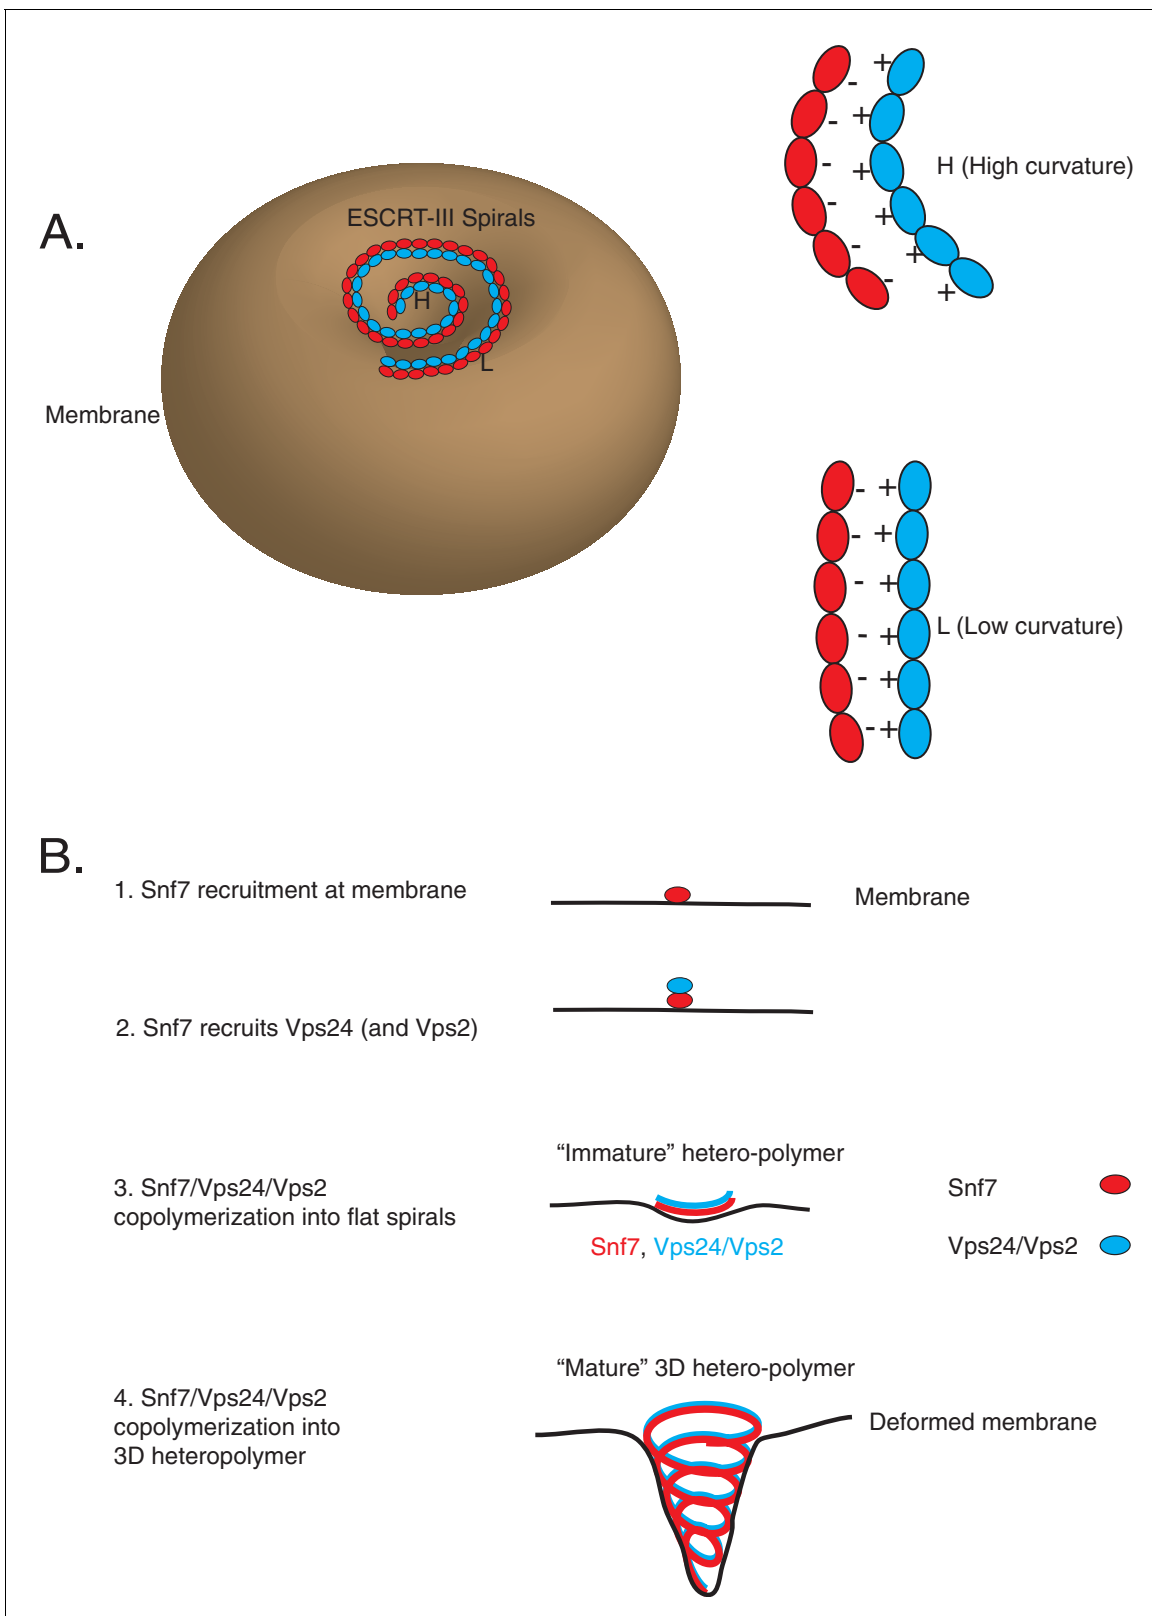 A.
ESCRT-III Spirals
H
L
Membrane
+ -
- +
- +
- +
- +
- +
H (High curvature)
- +
- +
- +
- +
- +
- +
L (Low curvature)
B.
1. Snf7 recruitment at membrane
Membrane
2. Snf7 recruits Vps24 (and Vps2)
3. Snf7/Vps24/Vps2
copolymerization into flat spirals
“Immature” hetero-polymer
Snf7, Vps24/Vps2
Snf7
Vps24/Vps2
4. Snf7/Vps24/Vps2
copolymerization into
3D heteropolymer
“Mature” 3D hetero-polymer
Deformed membrane